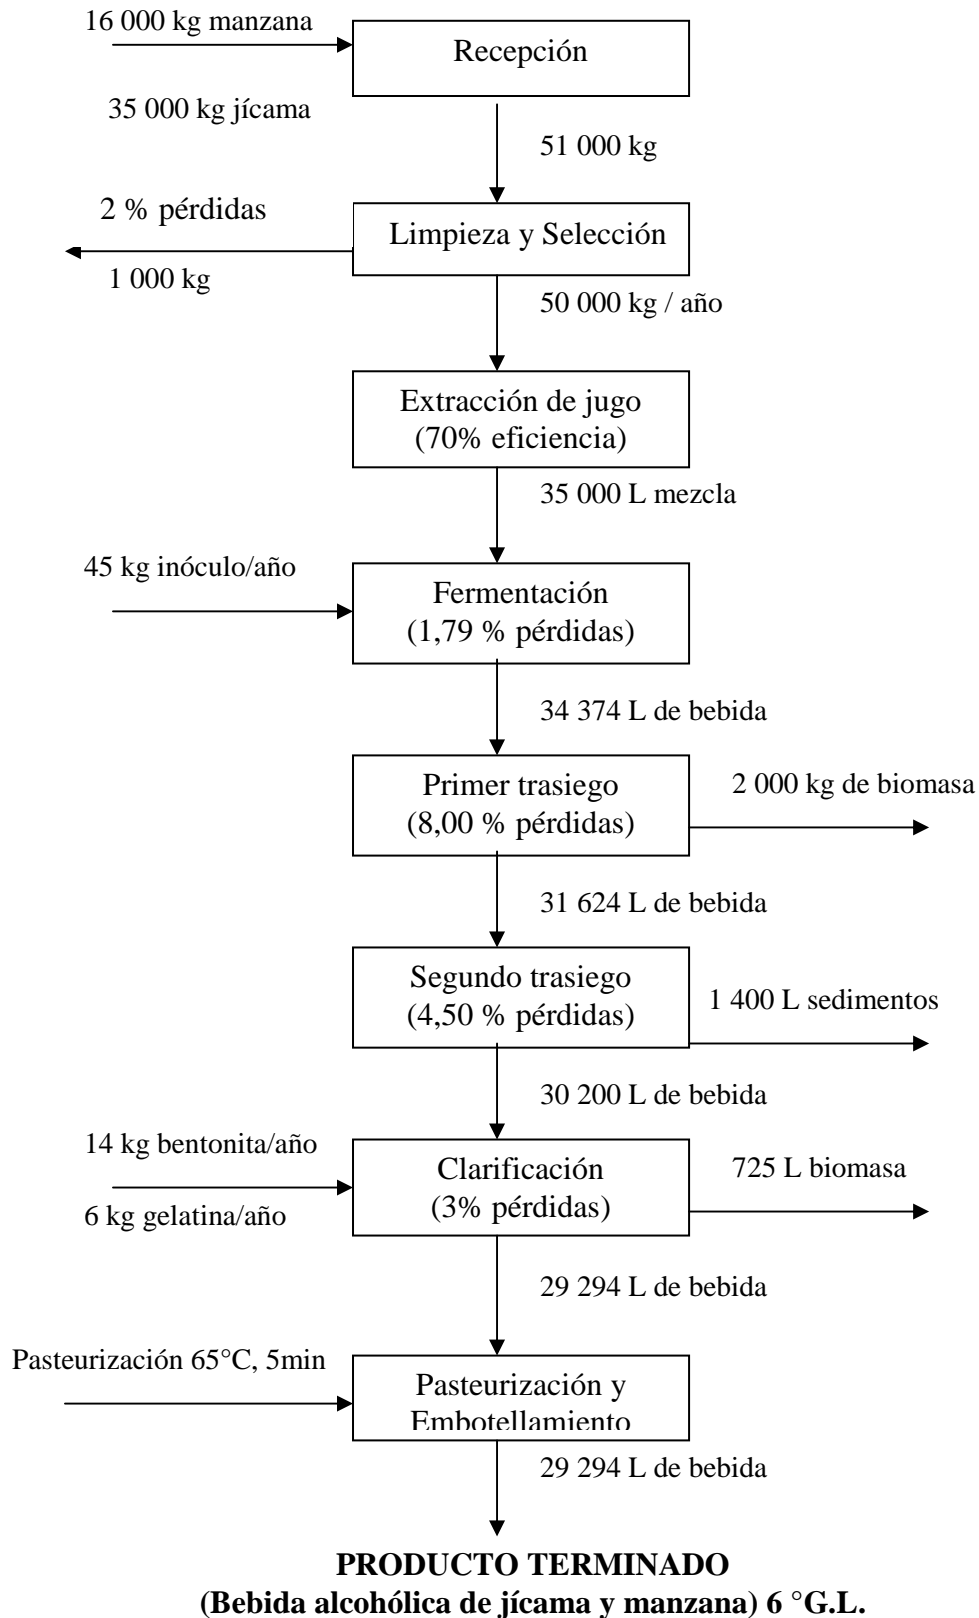 16 000 kg manzana
Recepción
35 000 kg jícama
51 000 kg
2 % pérdidas
Limpieza y Selección
1 000 kg
50 000 kg / año
Extracción de jugo
(70% eficiencia)
35 000 L mezcla
45 kg inóculo/año
Fermentación
(1,79 % pérdidas)
34 374 L de bebida
Primer trasiego
(8,00 % pérdidas)
2 000 kg de biomasa
31 624 L de bebida
Segundo trasiego
(4,50 % pérdidas)
1 400 L sedimentos
30 200 L de bebida
14 kg bentonita/año
Clarificación
(3% pérdidas)
725 L biomasa
6 kg gelatina/año
29 294 L de bebida
Pasteurización 65°C, 5min
Pasteurización y
Embotellamiento
29 294 L de bebida
PRODUCTO TERMINADO
(Bebida alcohólica de jícama y manzana) 6 °G.L.